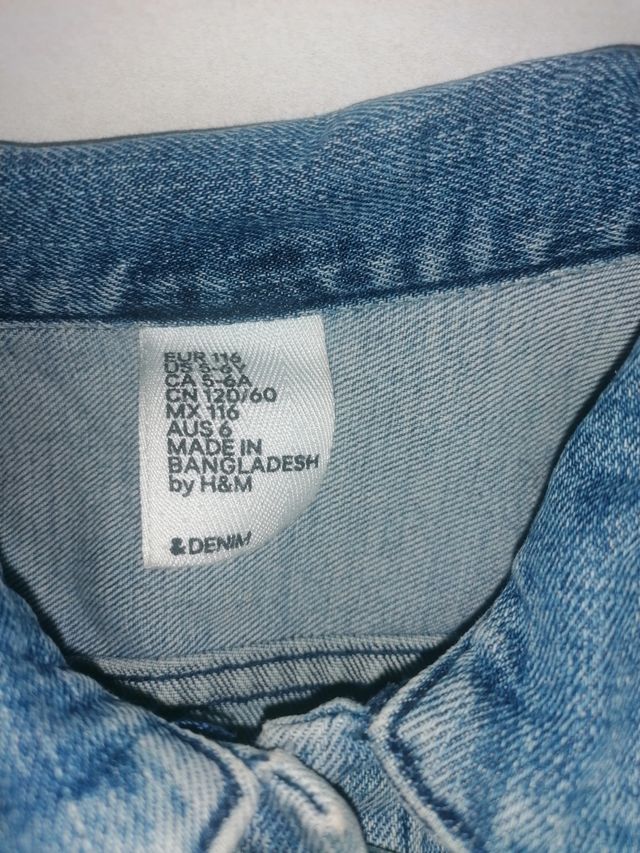 EUR 116
US 5-6Y
CA 5-6A
CN 120/60
MX 116
AUS 6
MADE IN
BANGLADESH
by H&M
&DENIM